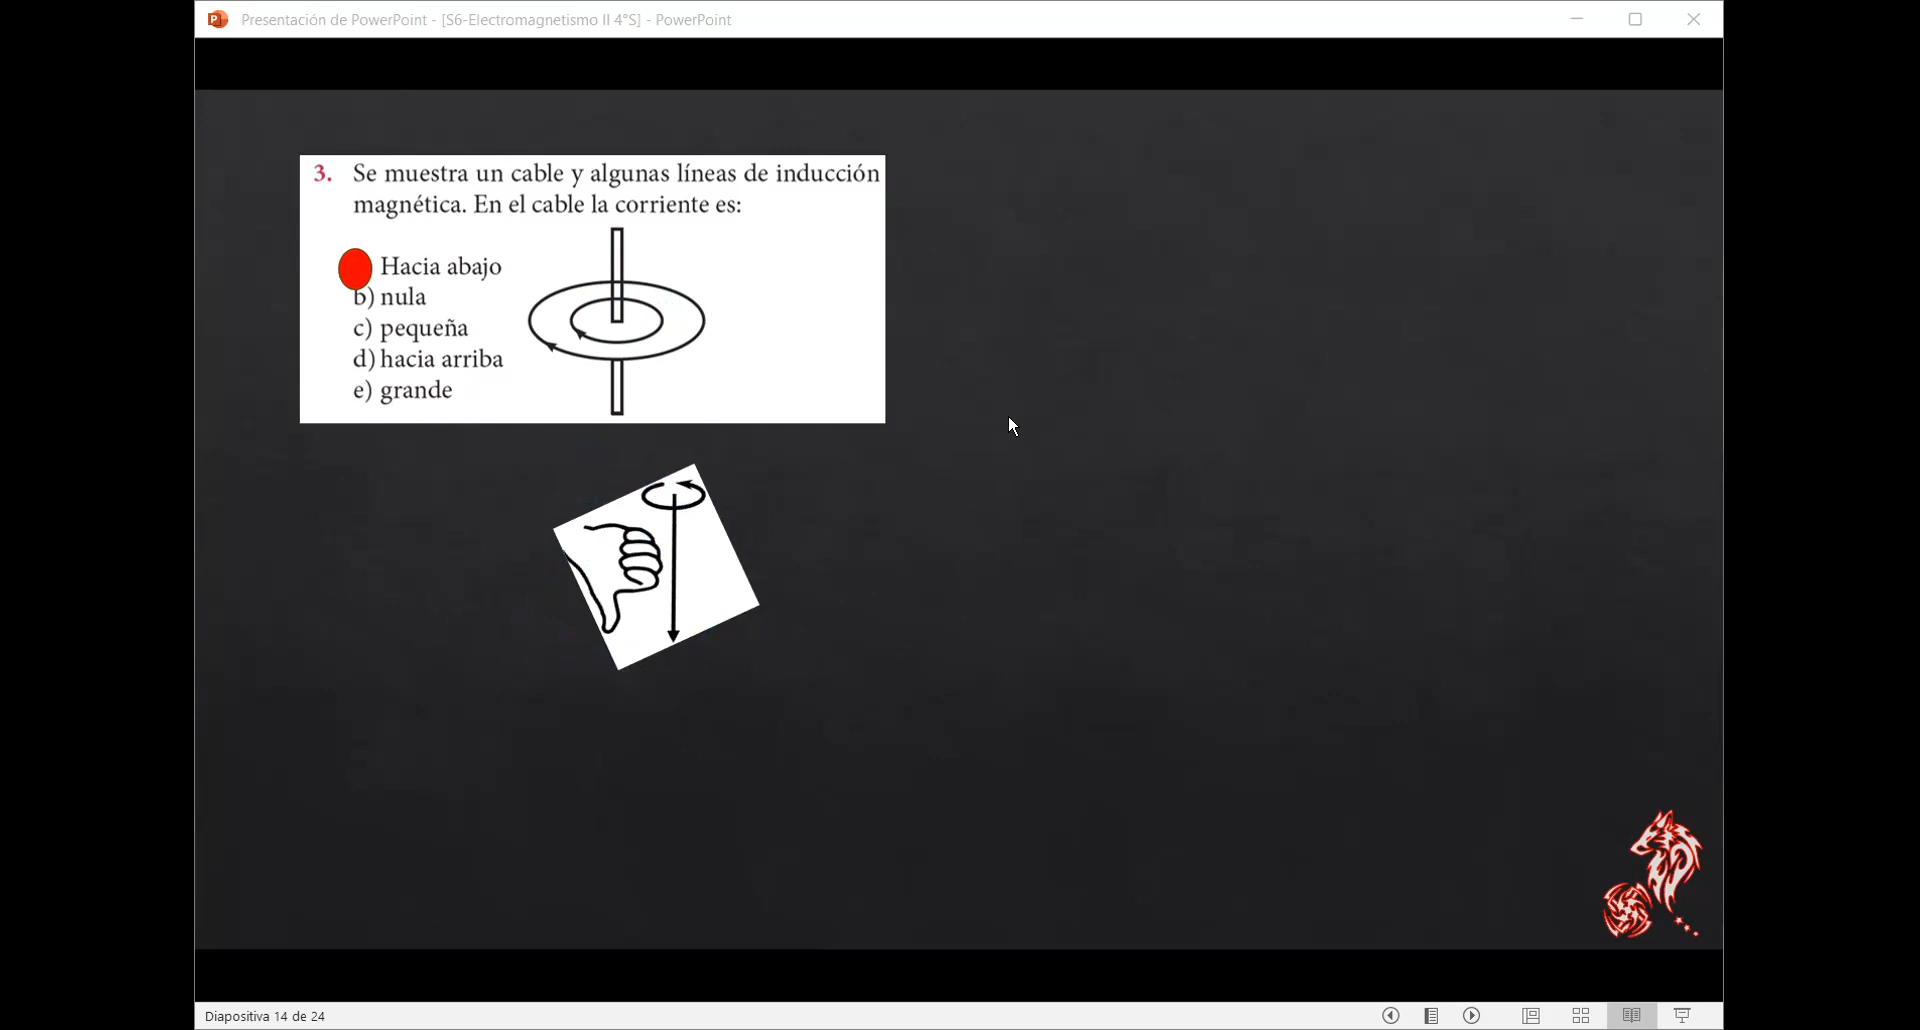 Presentación de PowerPoint - [S6-Electromagnetismo II 4°S] - PowerPoint
3. Se muestra un cable y algunas líneas de inducción
magnética. En el cable la corriente es:
Hacia abajo
b) nula
c) pequeña
d) hacia arriba
e) grande
Diapositiva 14 de 24